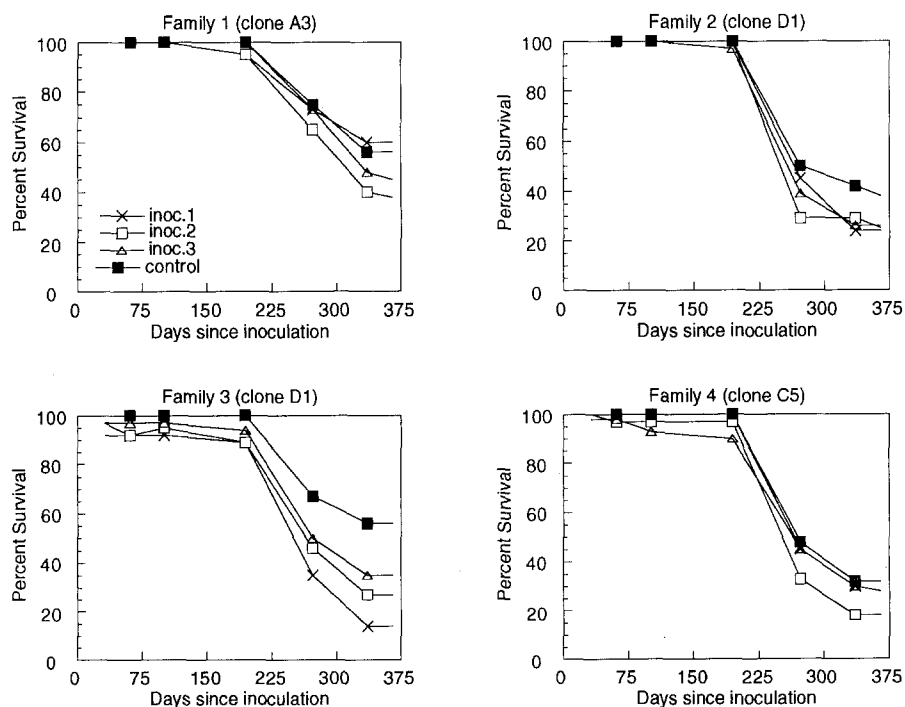 Family 1 (clone A3)
Percent Survival
100
80
60
40
20
0
inoc.1
inoc.2
inoc.3
control
0 75 150 225 300 375
Days since inoculation
Family 2 (clone D1)
Percent Survival
100
80
60
40
20
0
0 75 150 225 300 375
Days since inoculation
Family 3 (clone D1)
Percent Survival
100
80
60
40
20
0
0 75 150 225 300 375
Days since inoculation
Family 4 (clone C5)
Percent Survival
100
80
60
40
20
0
0 75 150 225 300 375
Days since inoculation